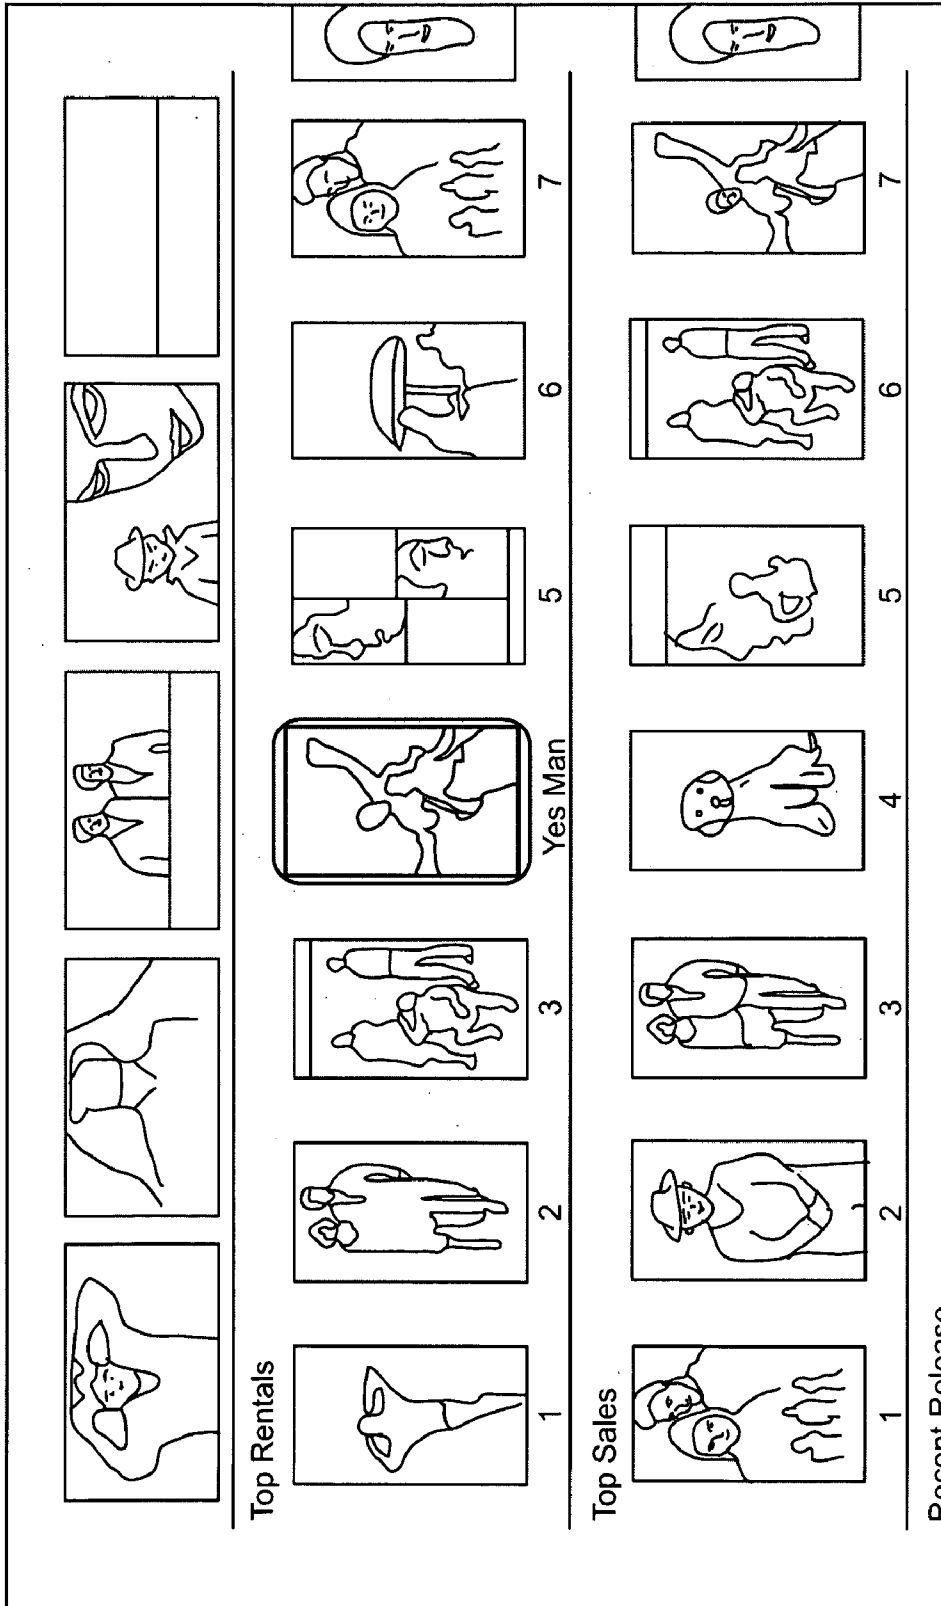 Top Rentals
1 2 3 Yes Man 5 6 7
Top Sales
1 2 3 4 5 6 7
Recent Release